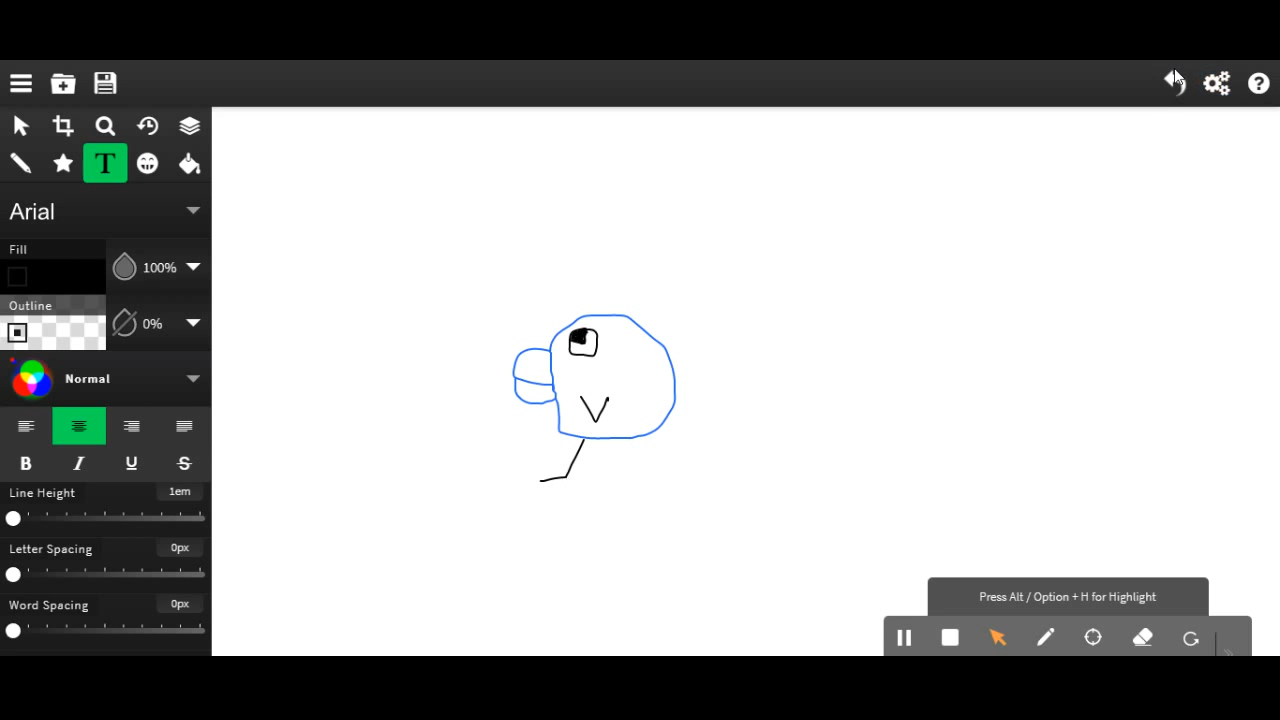 T
Arial
Fill
100%
Outline
0%
Normal
B I U S
Line Height 1em
Letter Spacing 0px
Word Spacing 0px
Press Alt / Option + H for Highlight